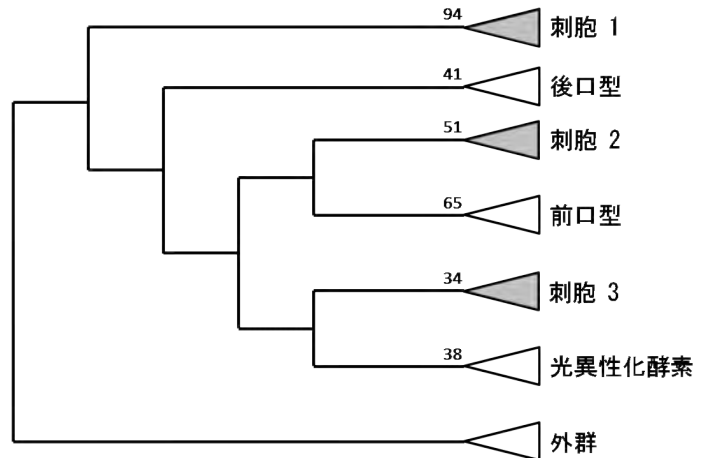 94 刺胞 1
41 後口型
51 刺胞 2
65 前口型
34 刺胞 3
38 光異性化酵素
外群